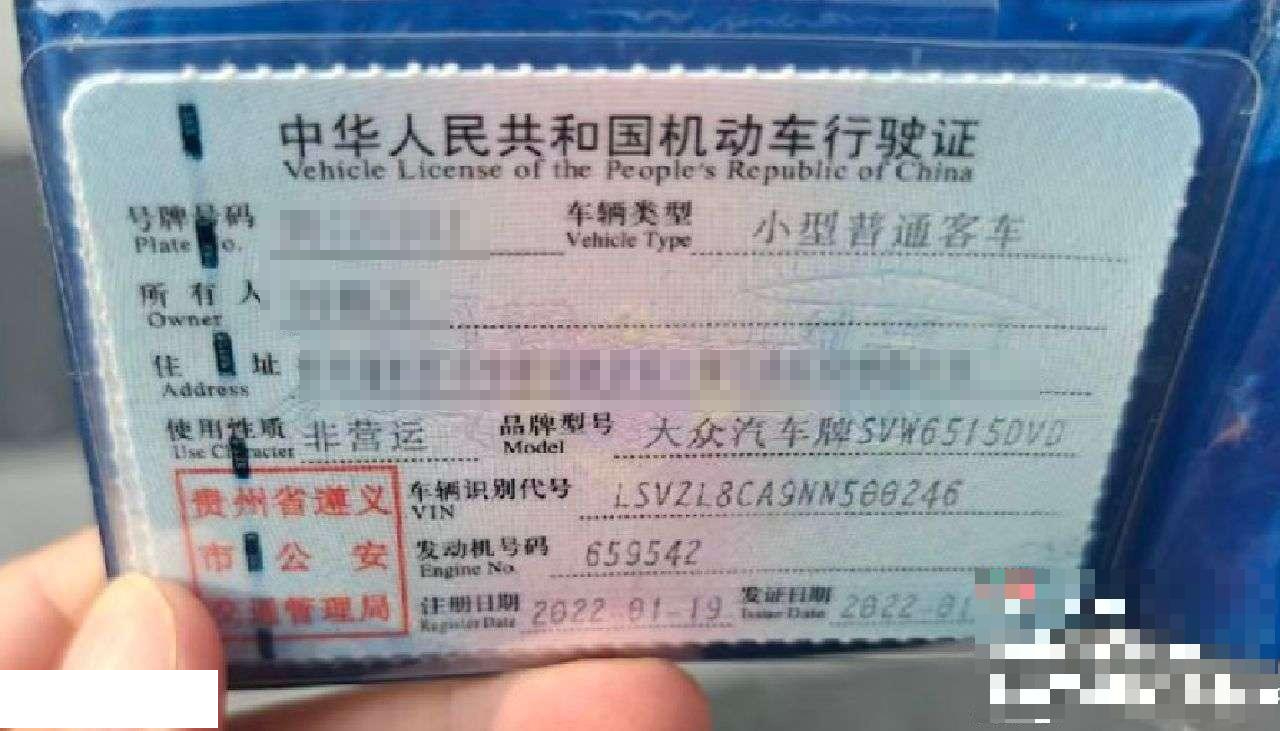 中华人民共和国机动车行驶证
Vehicle License of the People's Republic of China
号牌号码 车辆类型 小型普通客车
Plate No. Vehicle Type
所有人
Owner
住址
Address
使用性质 非营运 品牌型号 大众汽车牌SVW6515DVD
Use Character Model
贵州省遵义
市公安
交通管理局
车辆识别代号 LSVZL8CA9NN500246
VIN
发动机号码 659542
Engine No.
注册日期 2022-01-19 发证日期 2022-01
Register Date Issue Date